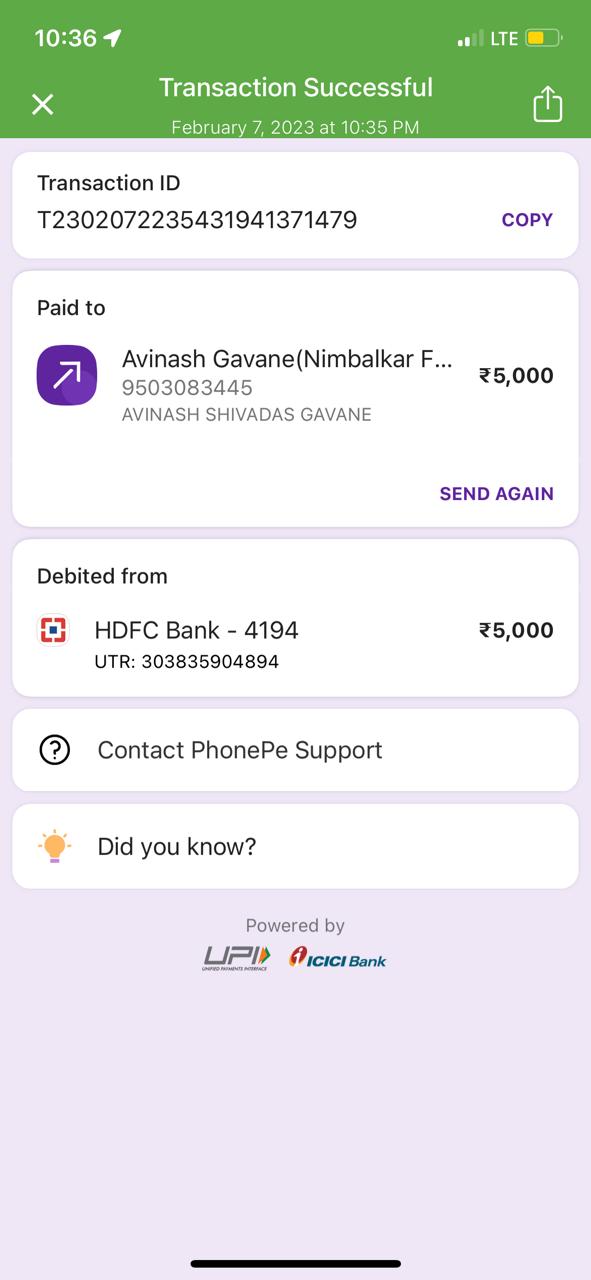 10:36
LTE
Transaction Successful
February 7, 2023 at 10:35 PM
Transaction ID
T2302072235431941371479
COPY
Paid to
Avinash Gavane(Nimbalkar F...
₹5,000
9503083445
AVINASH SHIVADAS GAVANE
SEND AGAIN
Debited from
HDFC Bank - 4194
₹5,000
UTR: 303835904894
Contact PhonePe Support
Did you know?
Powered by
UPI
UNIFIED PAYMENTS INTERFACE
ICICI Bank